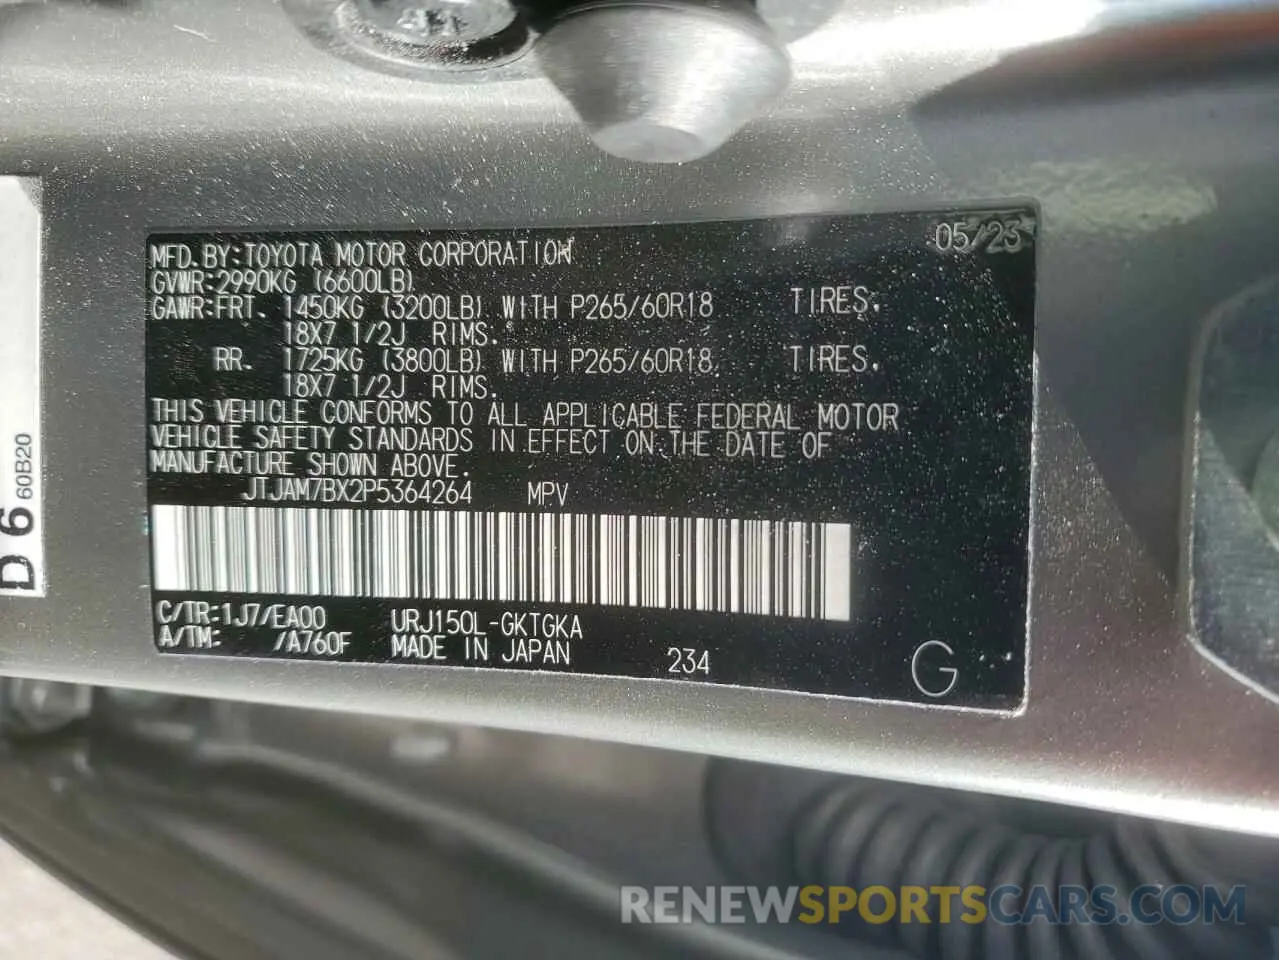 05/23
MFD.BY:TOYOTA MOTOR CORPORATION
GVWR:2990KG (6600LB)
GAWR:FRT. 1450KG (3200LB) WITH P265/60R18 TIRES.
18X7 1/2J RIMS.
RR. 1725KG (3800LB) WITH P265/60R18 TIRES.
18X7 1/2J RIMS.
THIS VEHICLE CONFORMS TO ALL APPLICABLE FEDERAL MOTOR
VEHICLE SAFETY STANDARDS IN EFFECT ON THE DATE OF
MANUFACTURE SHOWN ABOVE.
JTJAM7BX2P5364264 MPV
C/TR:1J7/EA00 URJ150L-GKTGKA
A/TM: /A760F MADE IN JAPAN 234
G
D 6 60B20
RENEWSPORTSCARS.COM